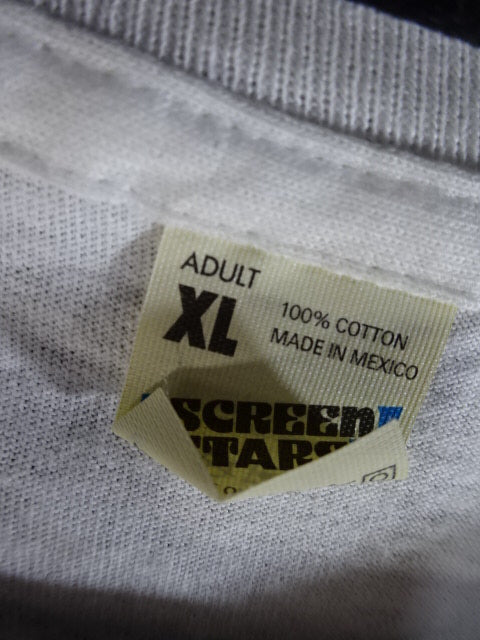 ADULT
XL
100% COTTON
MADE IN MEXICO
SCREEN
STARS